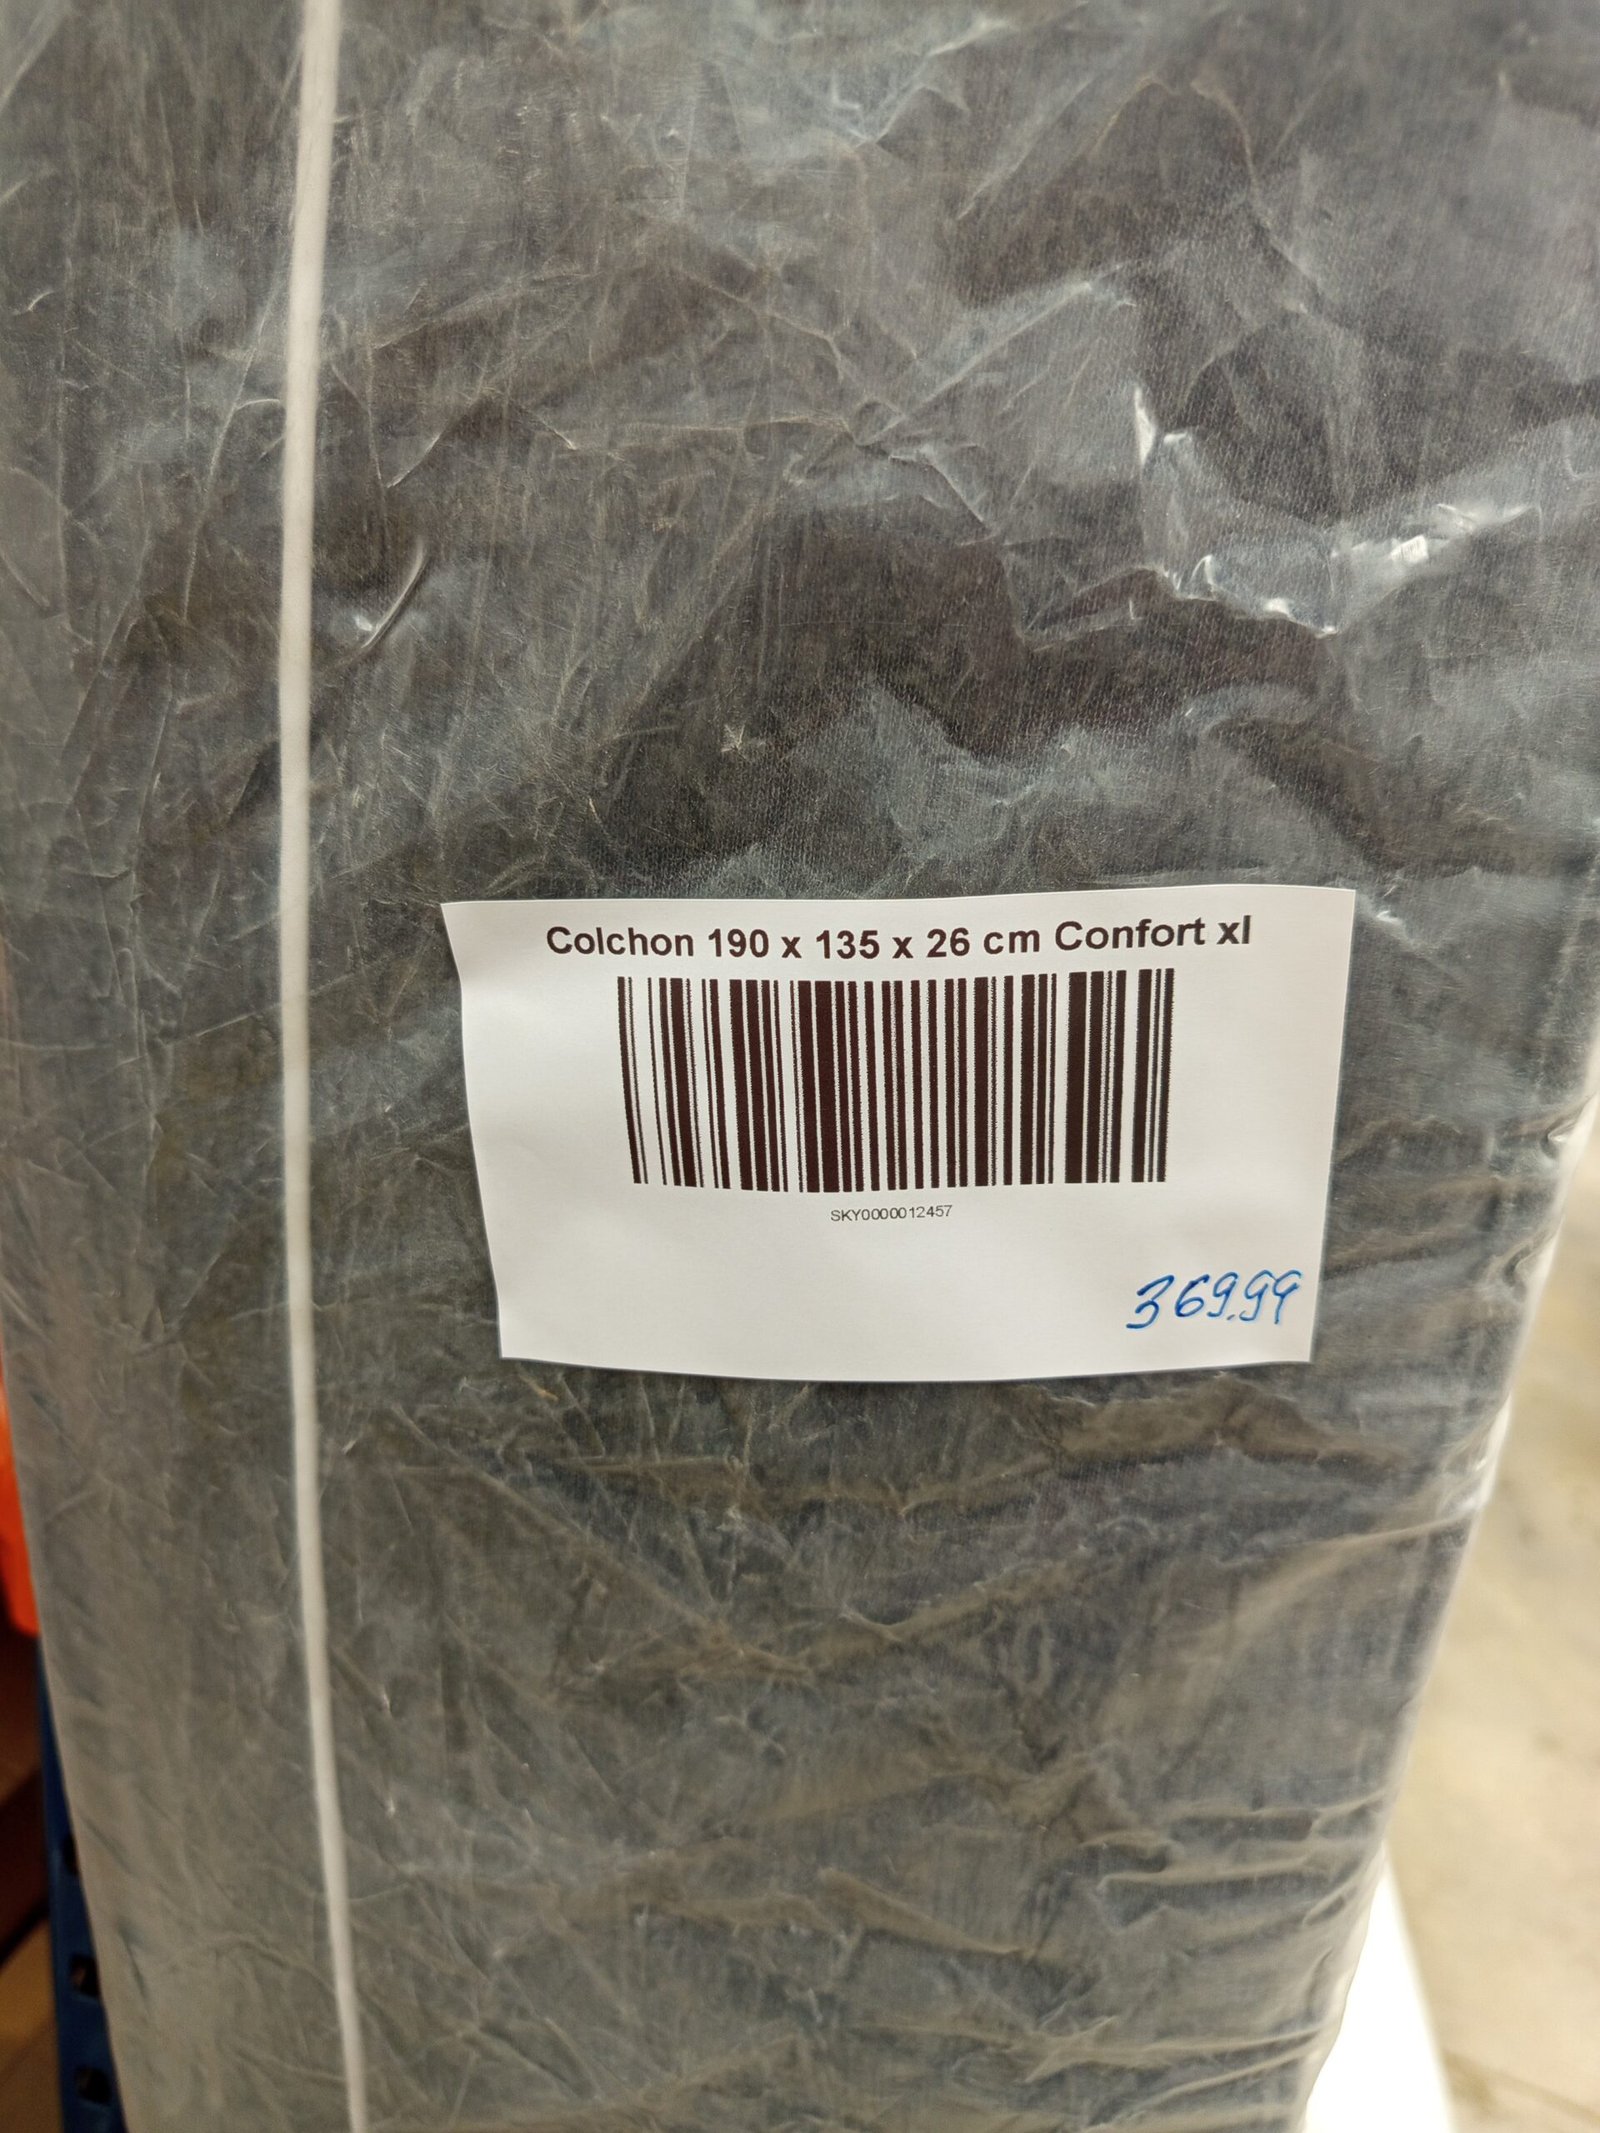 Colchon 190 x 135 x 26 cm Confort xl
SKY0000012457
369.99